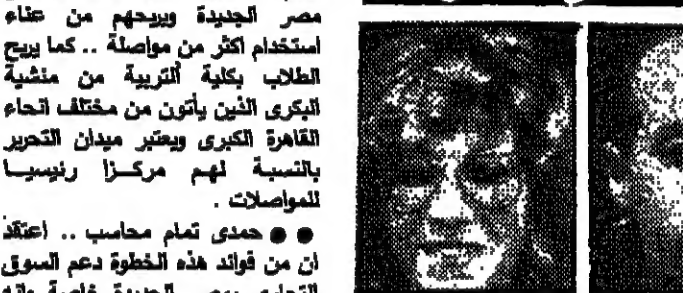 مصر الجديدة ويريحهم من عناء
استخدام اكثر من مواصلة .. كما يريح
الطلاب بكلية التربية من منشية
البكرى الذين يأتون من مختلف انحاء
القاهرة الكبرى ويعتبر ميدان التحرير
بالنسبة لهم مركــزا رئيسيــا
للمواصلات .
● ● حمدى تمام محاسب .. اعتقد
ان من فوائد هذه الخطوة دعم السوق